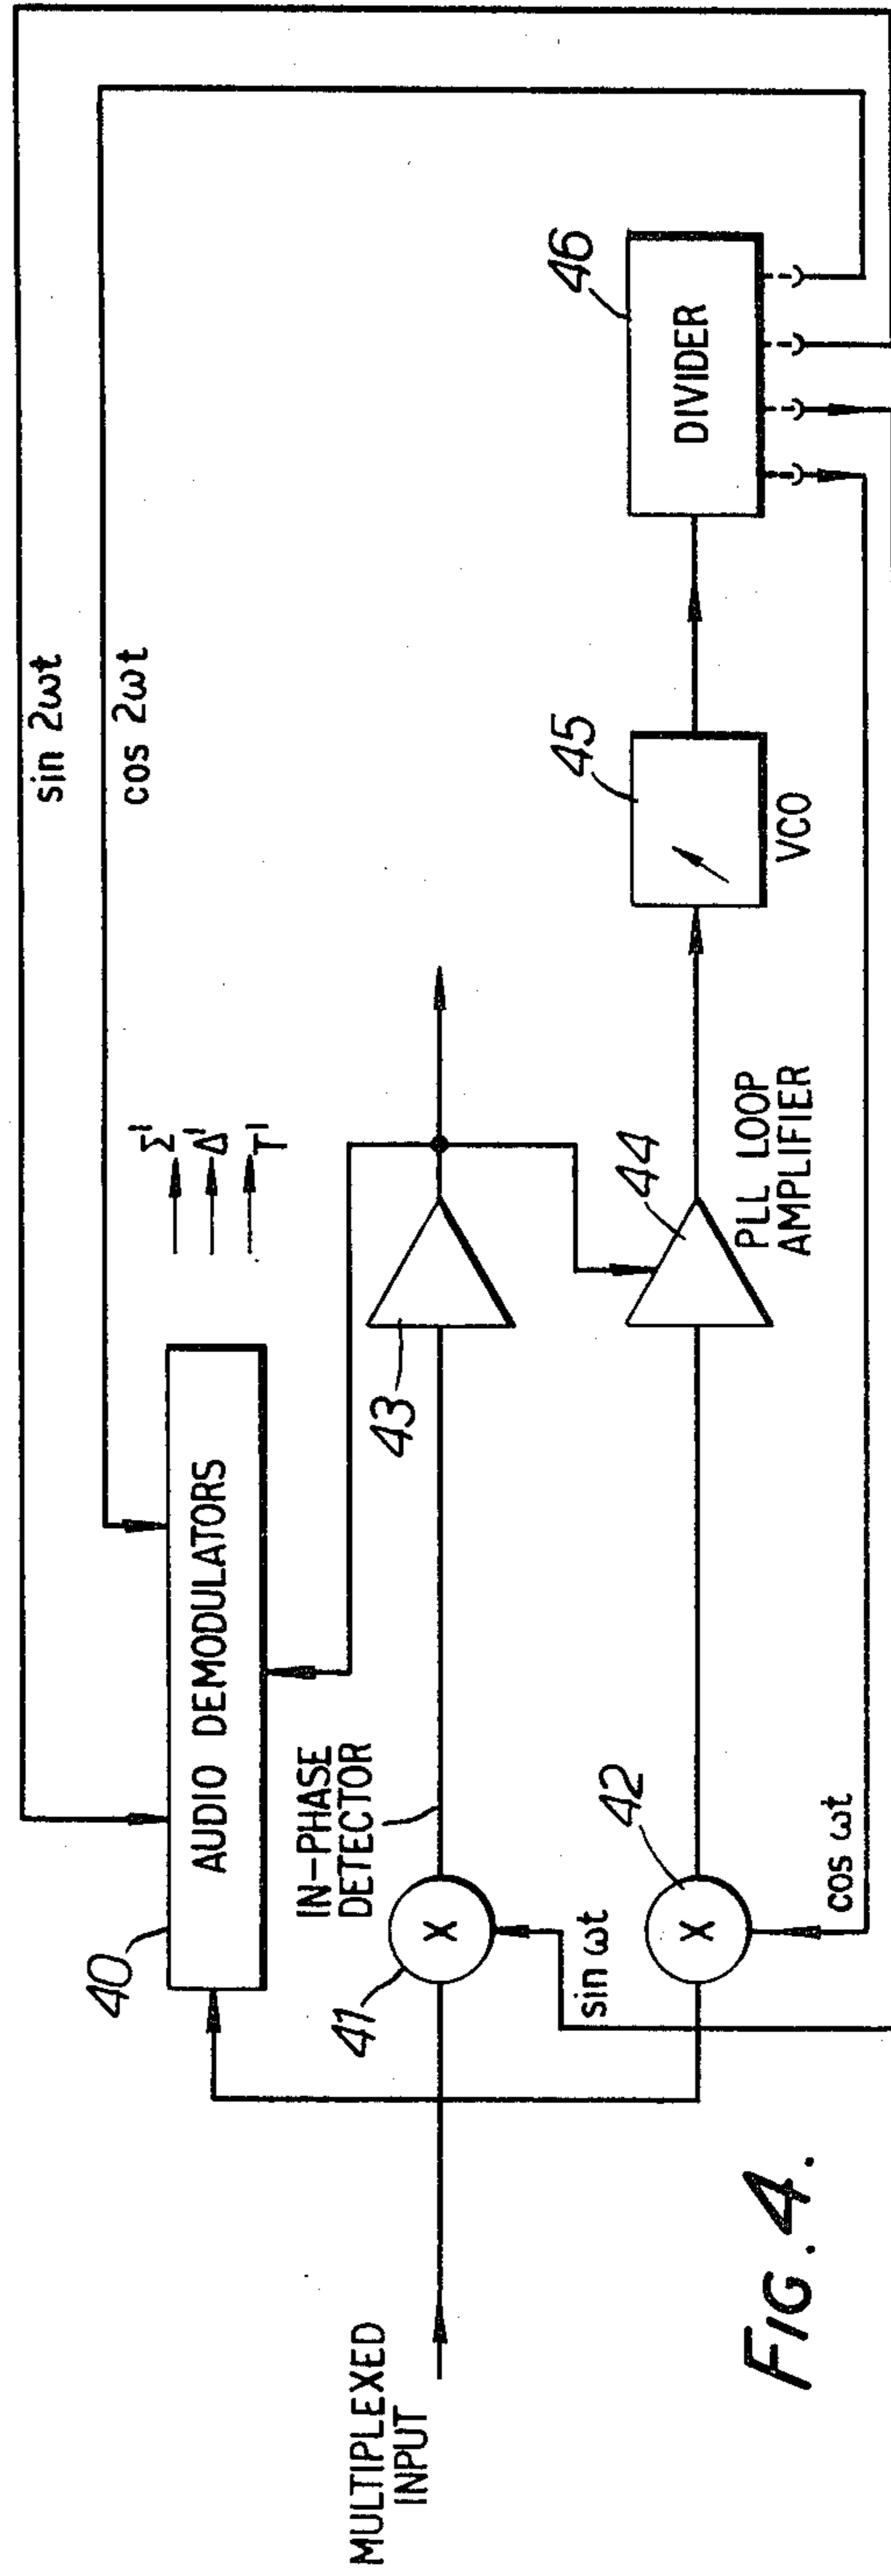 sin 2ωt
cos 2ωt
Σ'
Δ'
T'
40
AUDIO DEMODULATORS
MULTIPLEXED
INPUT
41
X
IN-PHASE
DETECTOR
43
sin ωt
42
X
cos ωt
44
PLL LOOP
AMPLIFIER
45
VCO
46
DIVIDER
FIG. 4.